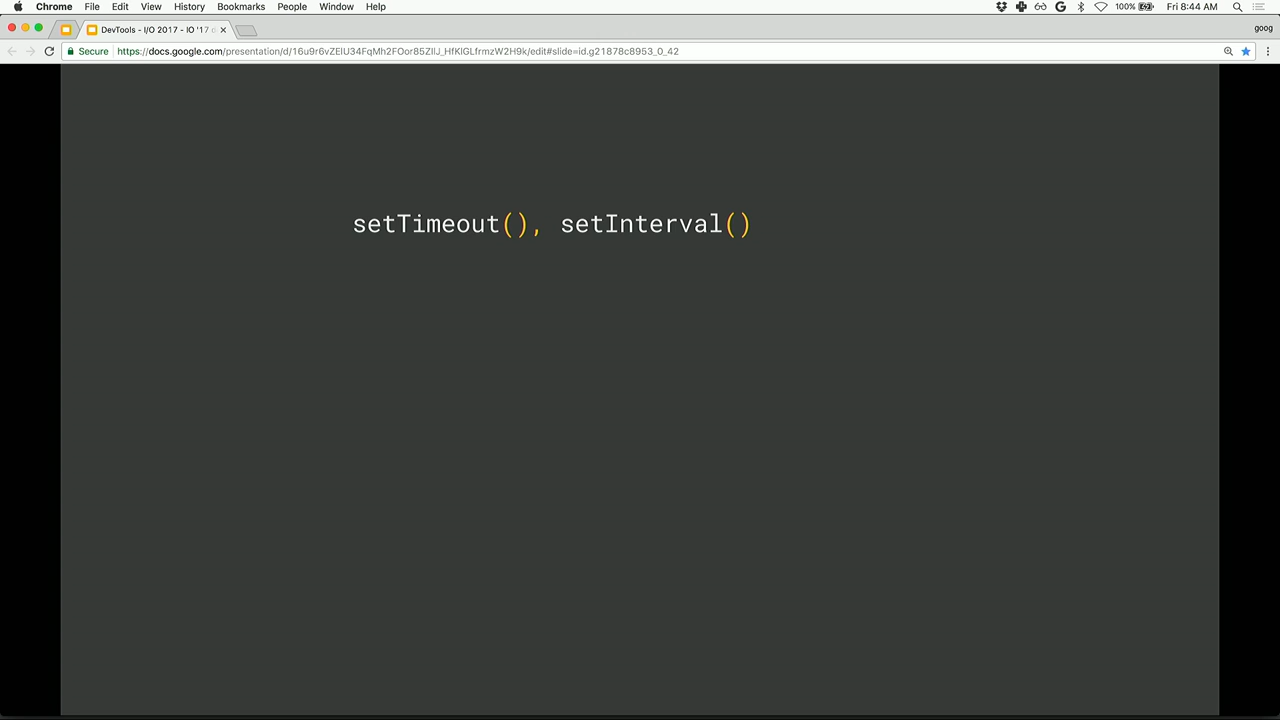 Chrome File Edit View History Bookmarks People Window Help 100% Fri 8:44 AM
DevTools - I/O 2017 - IO '17 goog
Secure https://docs.google.com/presentation/d/16u9r6vZEIU34FqMh2FOor85ZIlJ_HfKlGLfrmzW2H9k/edit#slide=id.g21878c8953_0_42
setTimeout(), setInterval()